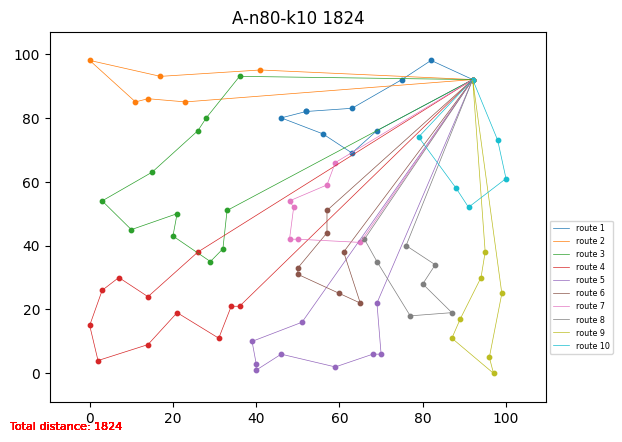 A-n80-k10 1824
100
80
60
40
20
0
0
20
40
60
80
100
route 1
route 2
route 3
route 4
route 5
route 6
route 7
route 8
route 9
route 10
Total distance: 1824